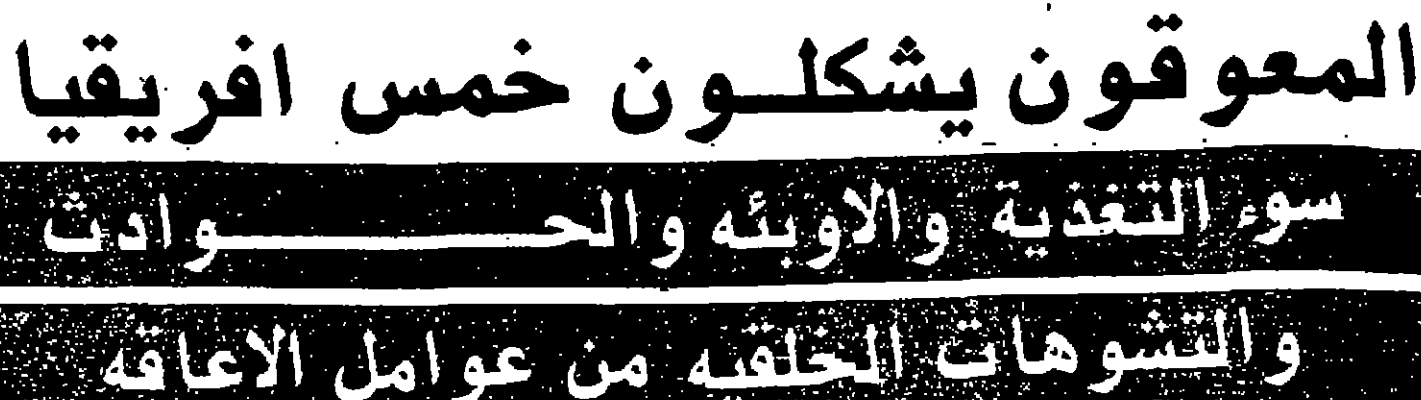 المعوقون يشكلون خمس افريقيا
سوء التغذية والاوبئه والحوادث
والتشوهات الخلقيه من عوامل الاعاقه